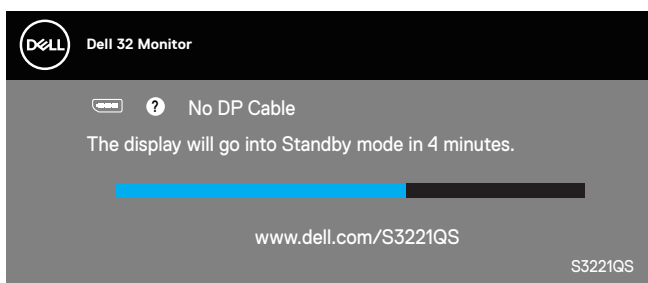 DELL
Dell 32 Monitor
? No DP Cable
The display will go into Standby mode in 4 minutes.
www.dell.com/S3221QS
S3221QS